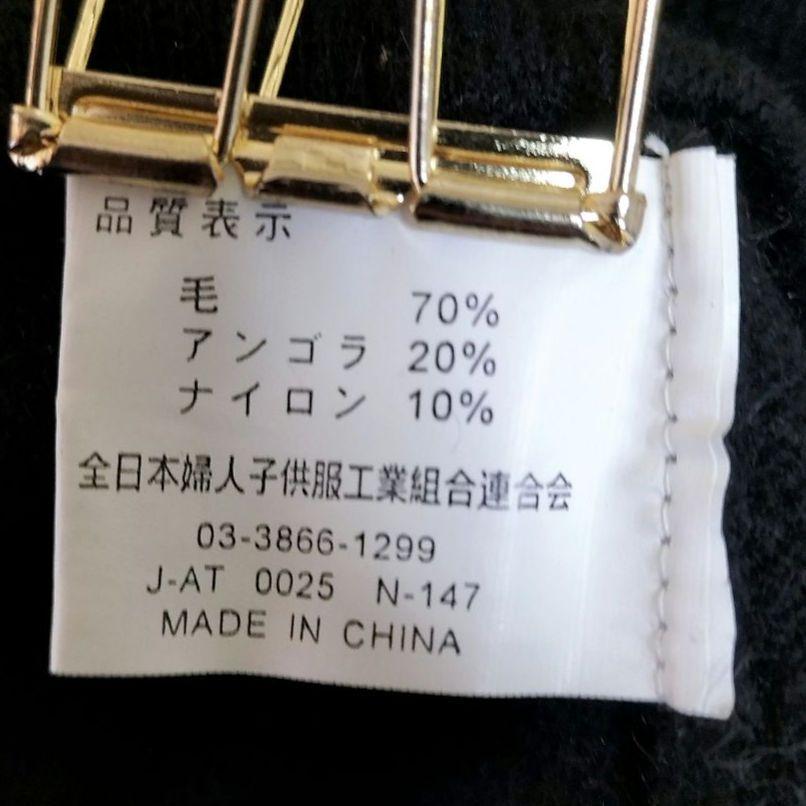 品質表示
毛 70%
アンゴラ 20%
ナイロン 10%
全日本婦人子供服工業組合連合会
03-3866-1299
J-AT 0025 N-147
MADE IN CHINA